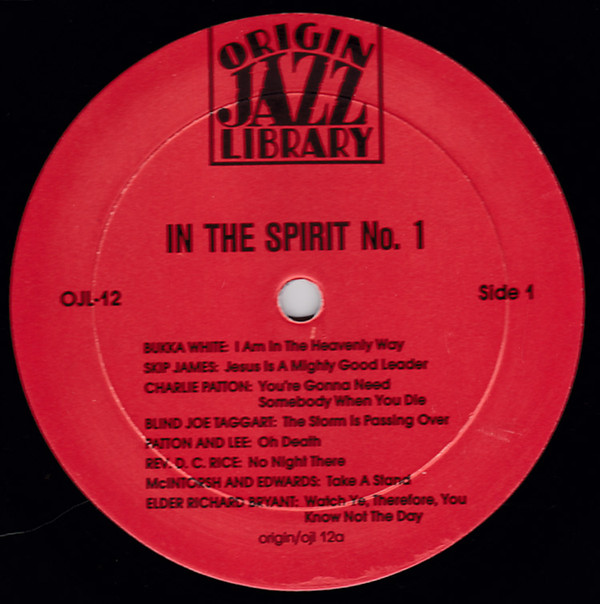 ORIGIN
JAZZ
LIBRARY
IN THE SPIRIT No. 1
OJL-12
Side 1
BUKKA WHITE: I Am In The Heavenly Way
SKIP JAMES: Jesus Is A Mighty Good Leader
CHARLIE PATTON: You're Gonna Need
Somebody When You Die
BLIND JOE TAGGART: The Storm Is Passing Over
PATTON AND LEE: Oh Death
REV. D. C. RICE: No Night There
McINTORSH AND EDWARDS: Take A Stand
ELDER RICHARD BRYANT: Watch Ye, Therefore, You
Know Not The Day
origin/ojl 12a